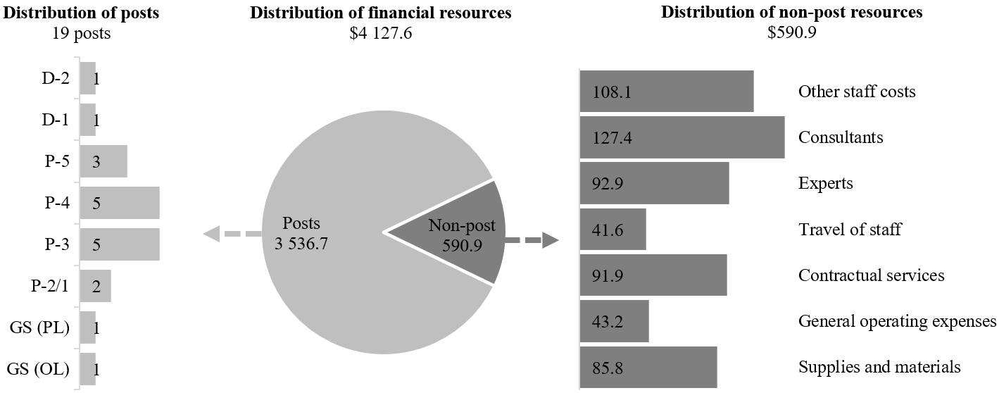 Distribution of posts
19 posts
D-2 1
D-1 1
P-5 3
P-4 5
P-3 5
P-2/1 2
GS (PL) 1
GS (OL) 1
Distribution of financial resources
$4 127.6
Posts
3 536.7
Non-post
590.9
Distribution of non-post resources
$590.9
108.1 Other staff costs
127.4 Consultants
92.9 Experts
41.6 Travel of staff
91.9 Contractual services
43.2 General operating expenses
85.8 Supplies and materials